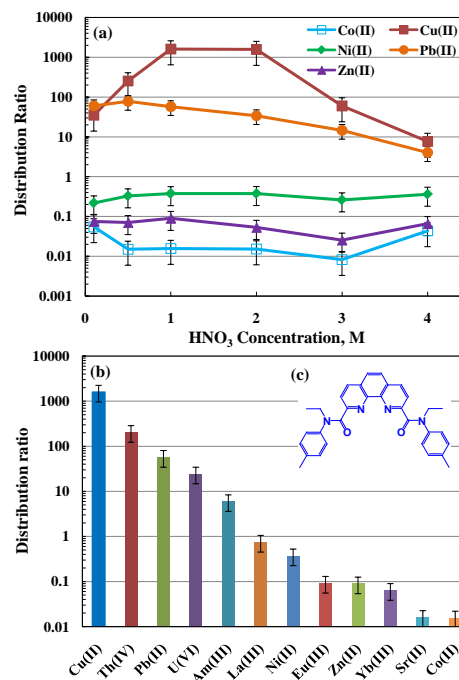 (a)
Co(II)
Cu(II)
Ni(II)
Pb(II)
Zn(II)
10000
1000
100
10
1
0.1
0.01
0.001
Distribution Ratio
0
1
2
3
4
HNO₃ Concentration, M
(b)
(c)
N
N
N
N
O
O
10000
1000
100
10
1
0.1
0.01
Distribution ratio
Cu(II)
Th(IV)
Pb(II)
U(VI)
Am(III)
La(III)
Ni(II)
Eu(III)
Zn(II)
Yb(III)
Sr(II)
Co(II)